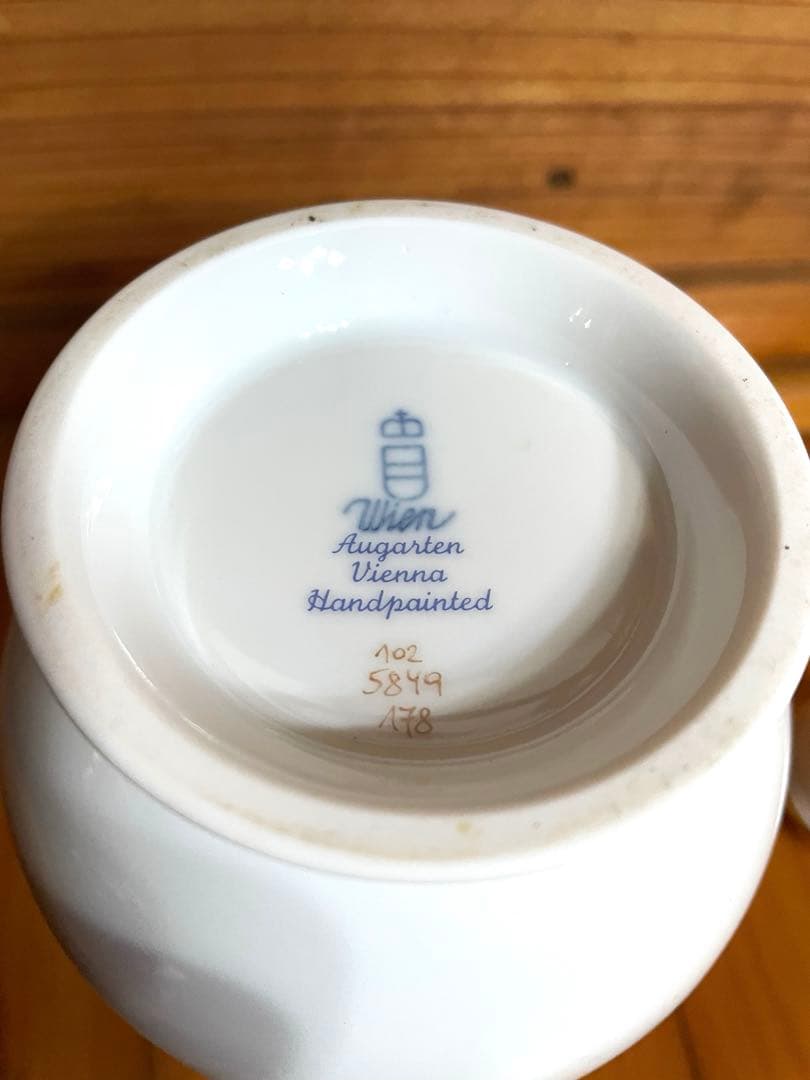 Wien
Augarten
Vienna
Handpainted
102
5849
178